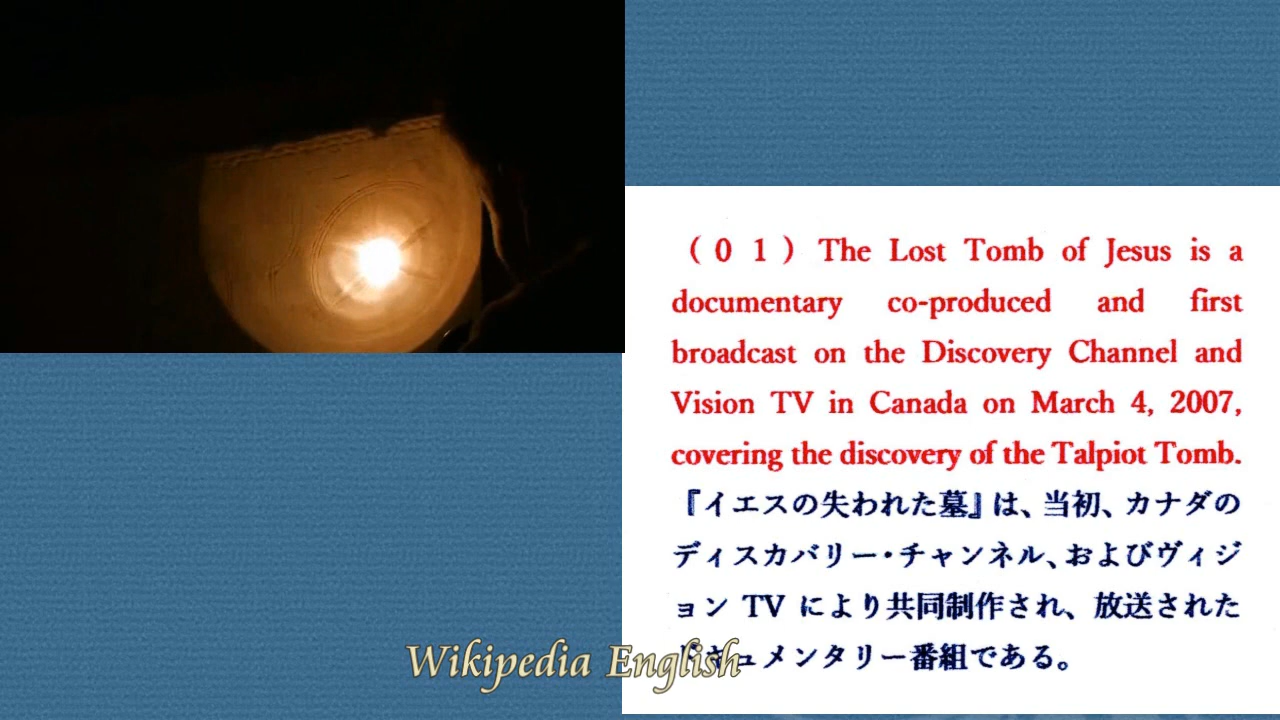 (01) The Lost Tomb of Jesus is a
documentary co-produced and first
broadcast on the Discovery Channel and
Vision TV in Canada on March 4, 2007,
covering the discovery of the Talpiot Tomb.
『イエスの失われた墓』は、当初、カナダの
ディスカバリー・チャンネル、およびヴィジ
ョン TV により共同制作され、放送された
ドキュメンタリー番組である。
Wikipedia English